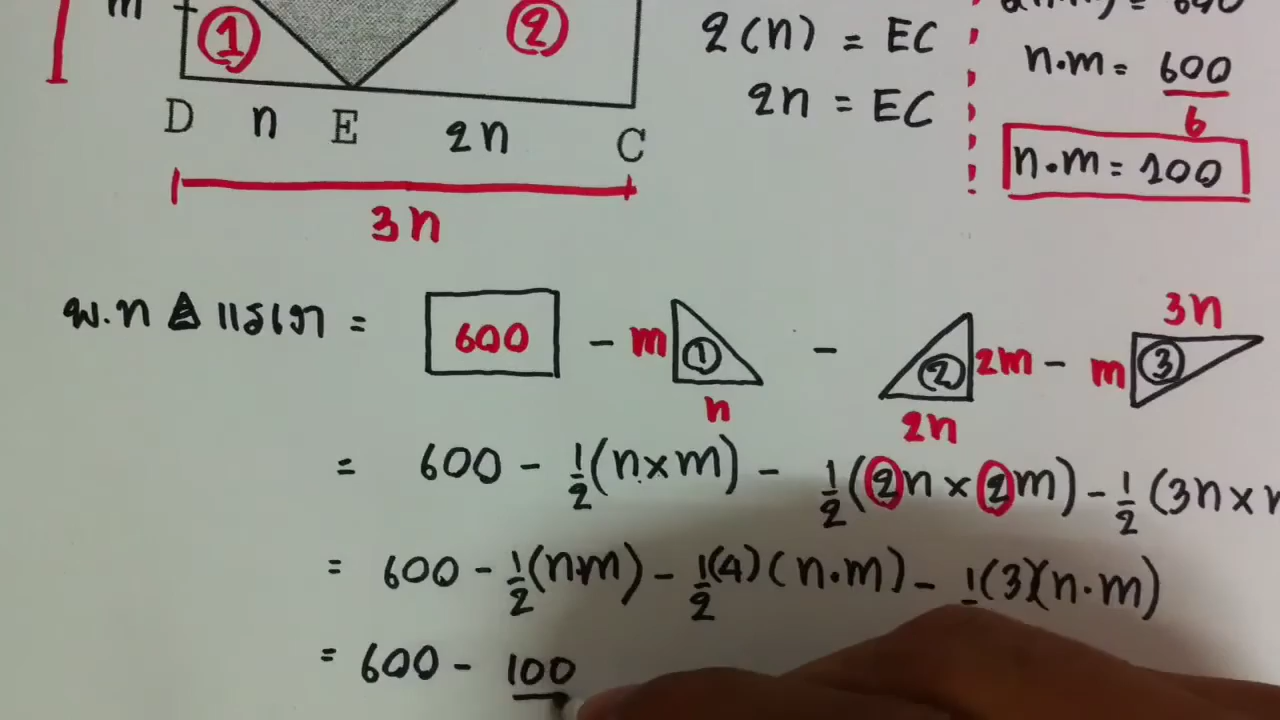 m
① ②
D n E 2n C
3n
2(n) = EC
2n = EC
n·m = 600/6
n·m = 100
พ.ท △ แรเงา = 600 - m ① n - ② 2m 2n - m ③ 3n
= 600 - 1/2 (n × m) - 1/2 (2n × 2m) - 1/2 (3n ×
= 600 - 1/2 (n·m) - 1/2 (4)(n·m) - 1 (3)(n·m)
= 600 - 100